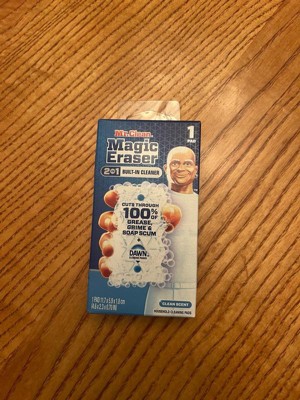 Mr. Clean
Magic
Eraser
1
PAD
2in1 BUILT-IN CLEANER
CUTS THROUGH
100%
OF
GREASE,
GRIME &
SOAP SCUM
DAWN
CLEAN SCENT